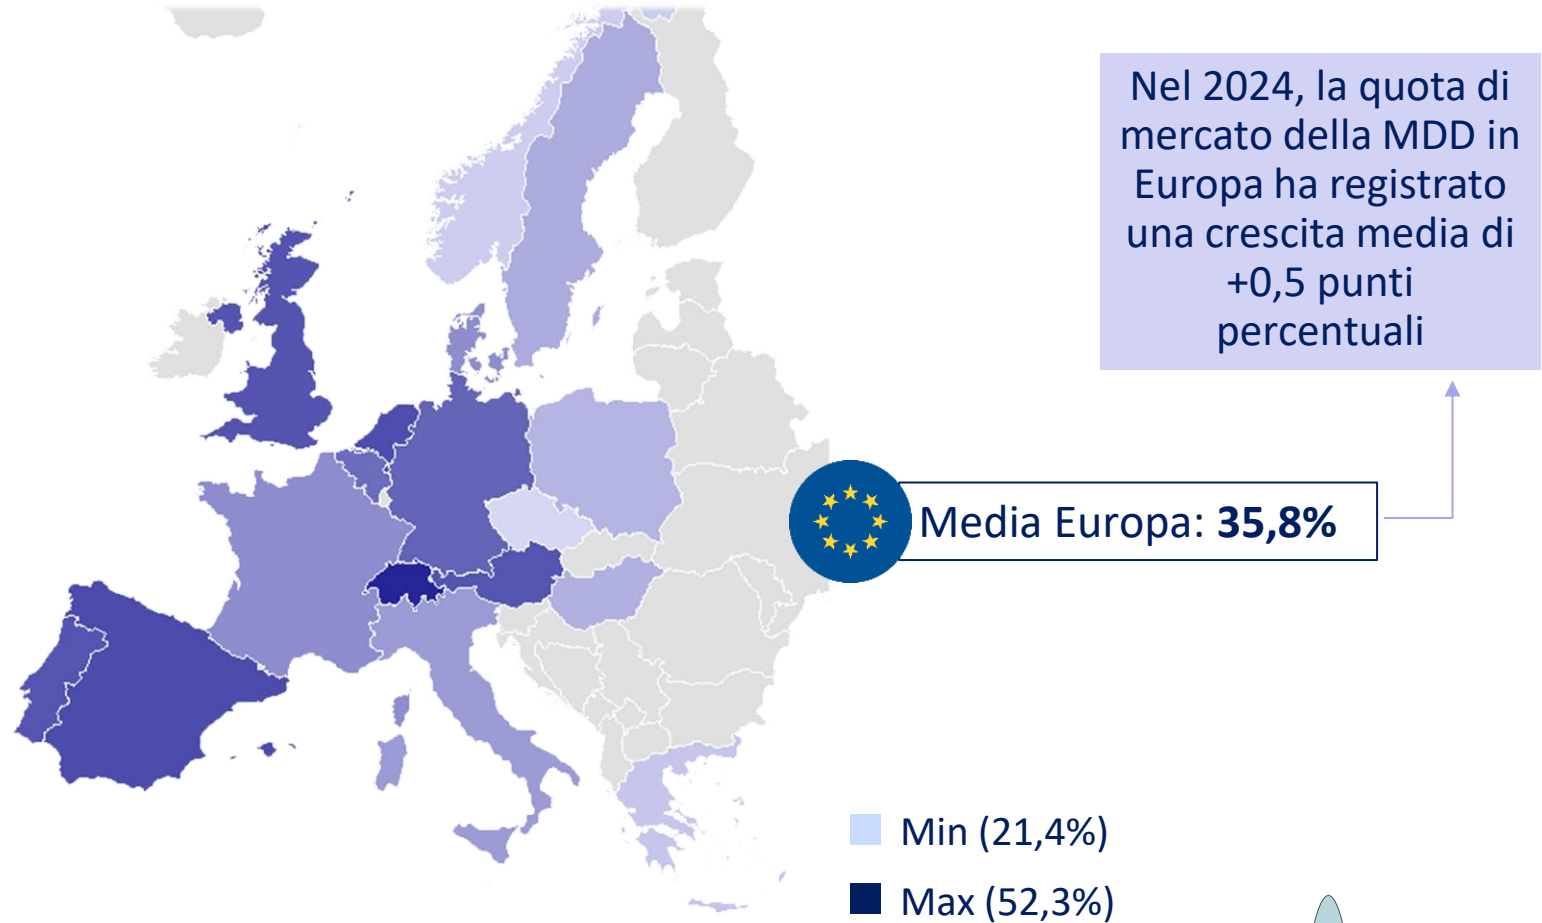 Nel 2024, la quota di
mercato della MDD in
Europa ha registrato
una crescita media di
+0,5 punti
percentuali
Media Europa: 35,8%
Min (21,4%)
Max (52,3%)